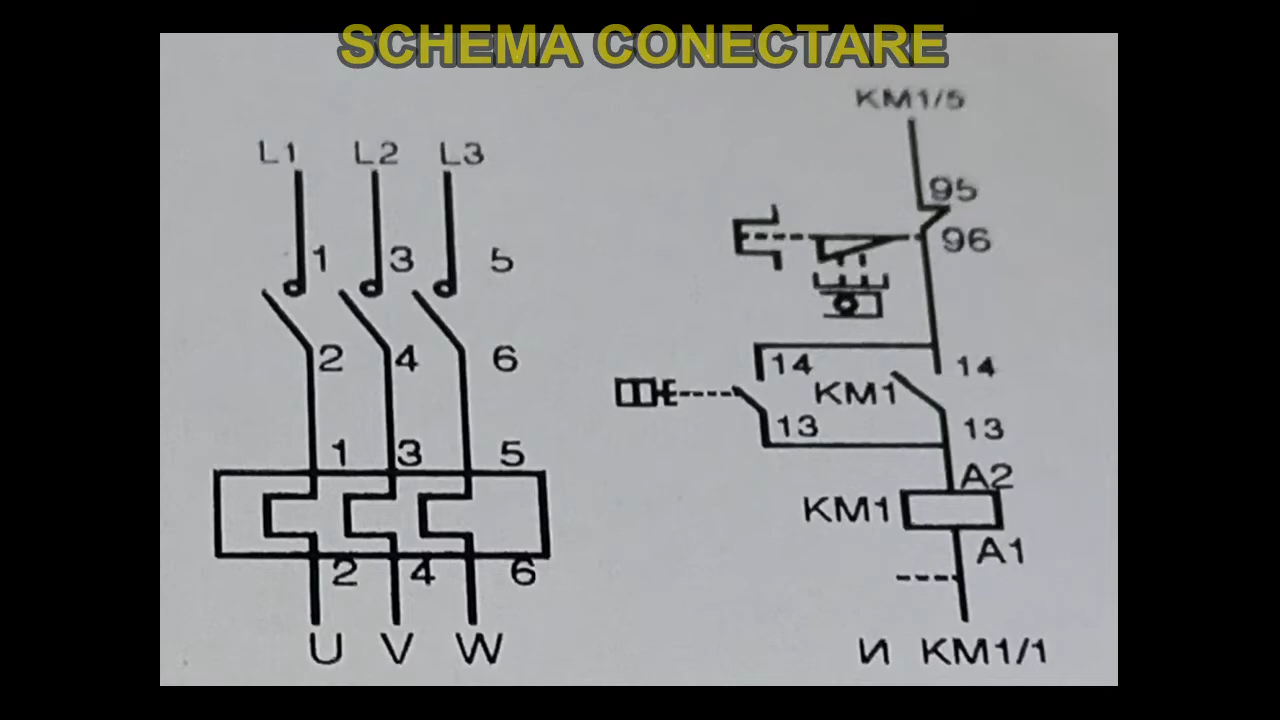 SCHEMA CONECTARE
KM1/5
L1 L2 L3
95
96
1 3 5
2 4 6
14 14
KM1
13 13
1 3 5
A2
KM1
A1
2 4 6
U V W
И KM1/1